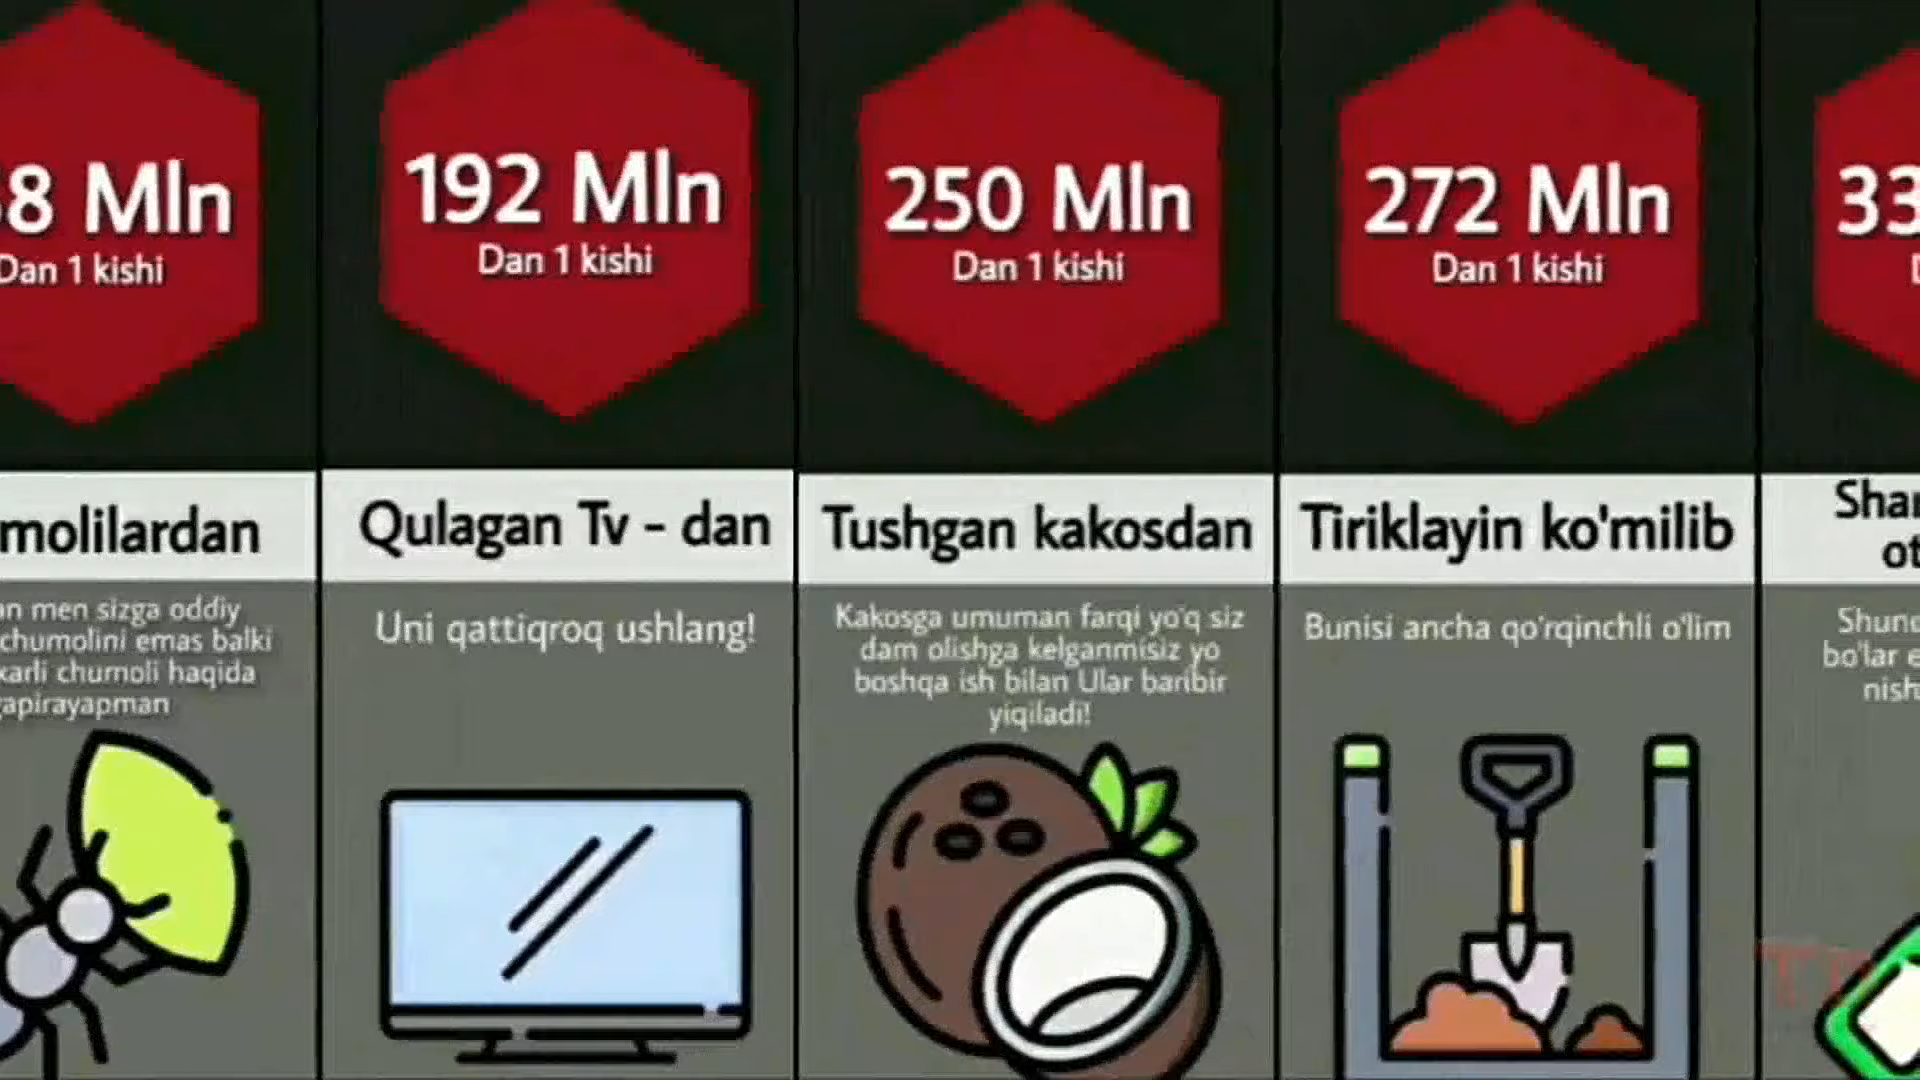 8 Mln
Dan 1 kishi
molilardan
men sizga oddiy
chumolini emas balki
chumoli haqida
192 Mln
Dan 1 kishi
Qulagan Tv - dan
Uni qattiqroq ushlang!
250 Mln
Dan 1 kishi
Tushgan kakosdan
Kakosga umuman farqi yo'q siz
dam olishga kelganmisiz yo
boshqa ish bilan Ular baribir
yiqiladi!
272 Mln
Dan 1 kishi
Tiriklayin ko'milib
Bunisi ancha qo'rqinchli o'lim
33
bo'lar